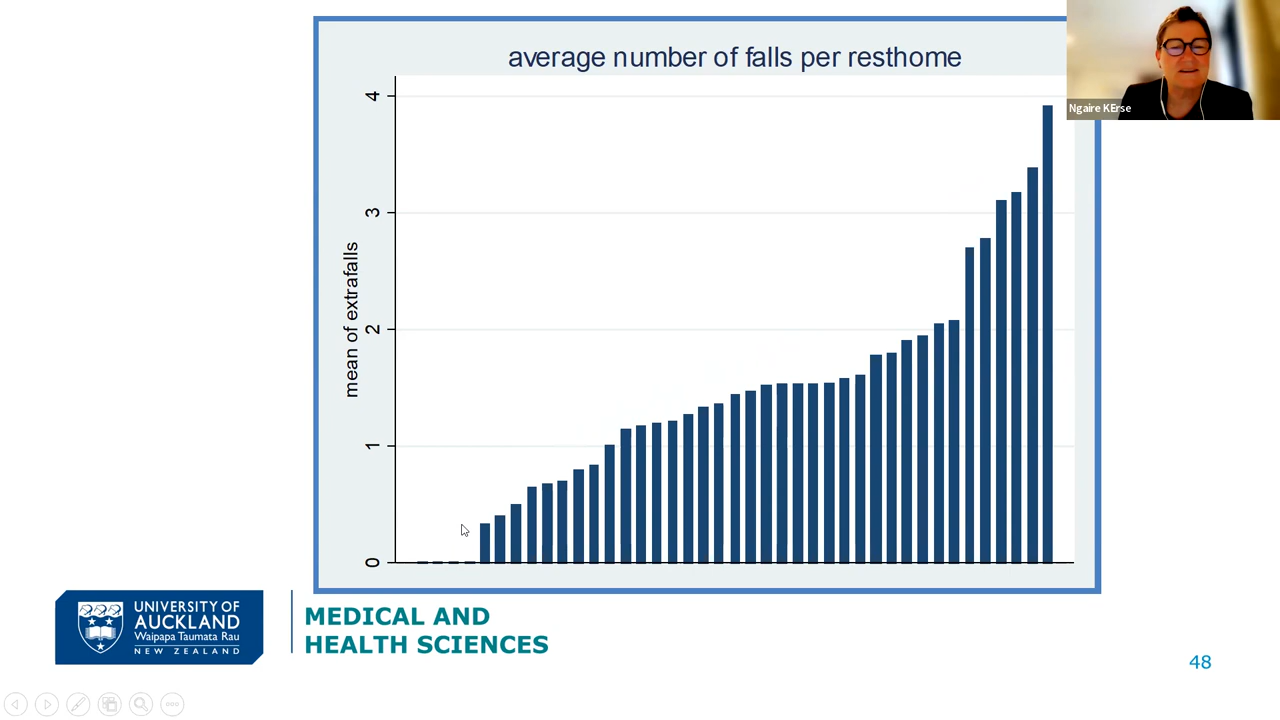 average number of falls per resthome
Ngaire KErse
mean of extrafalls
4
3
2
1
0
UNIVERSITY OF
AUCKLAND
Waipapa Taumata Rau
NEW ZEALAND
MEDICAL AND
HEALTH SCIENCES
48